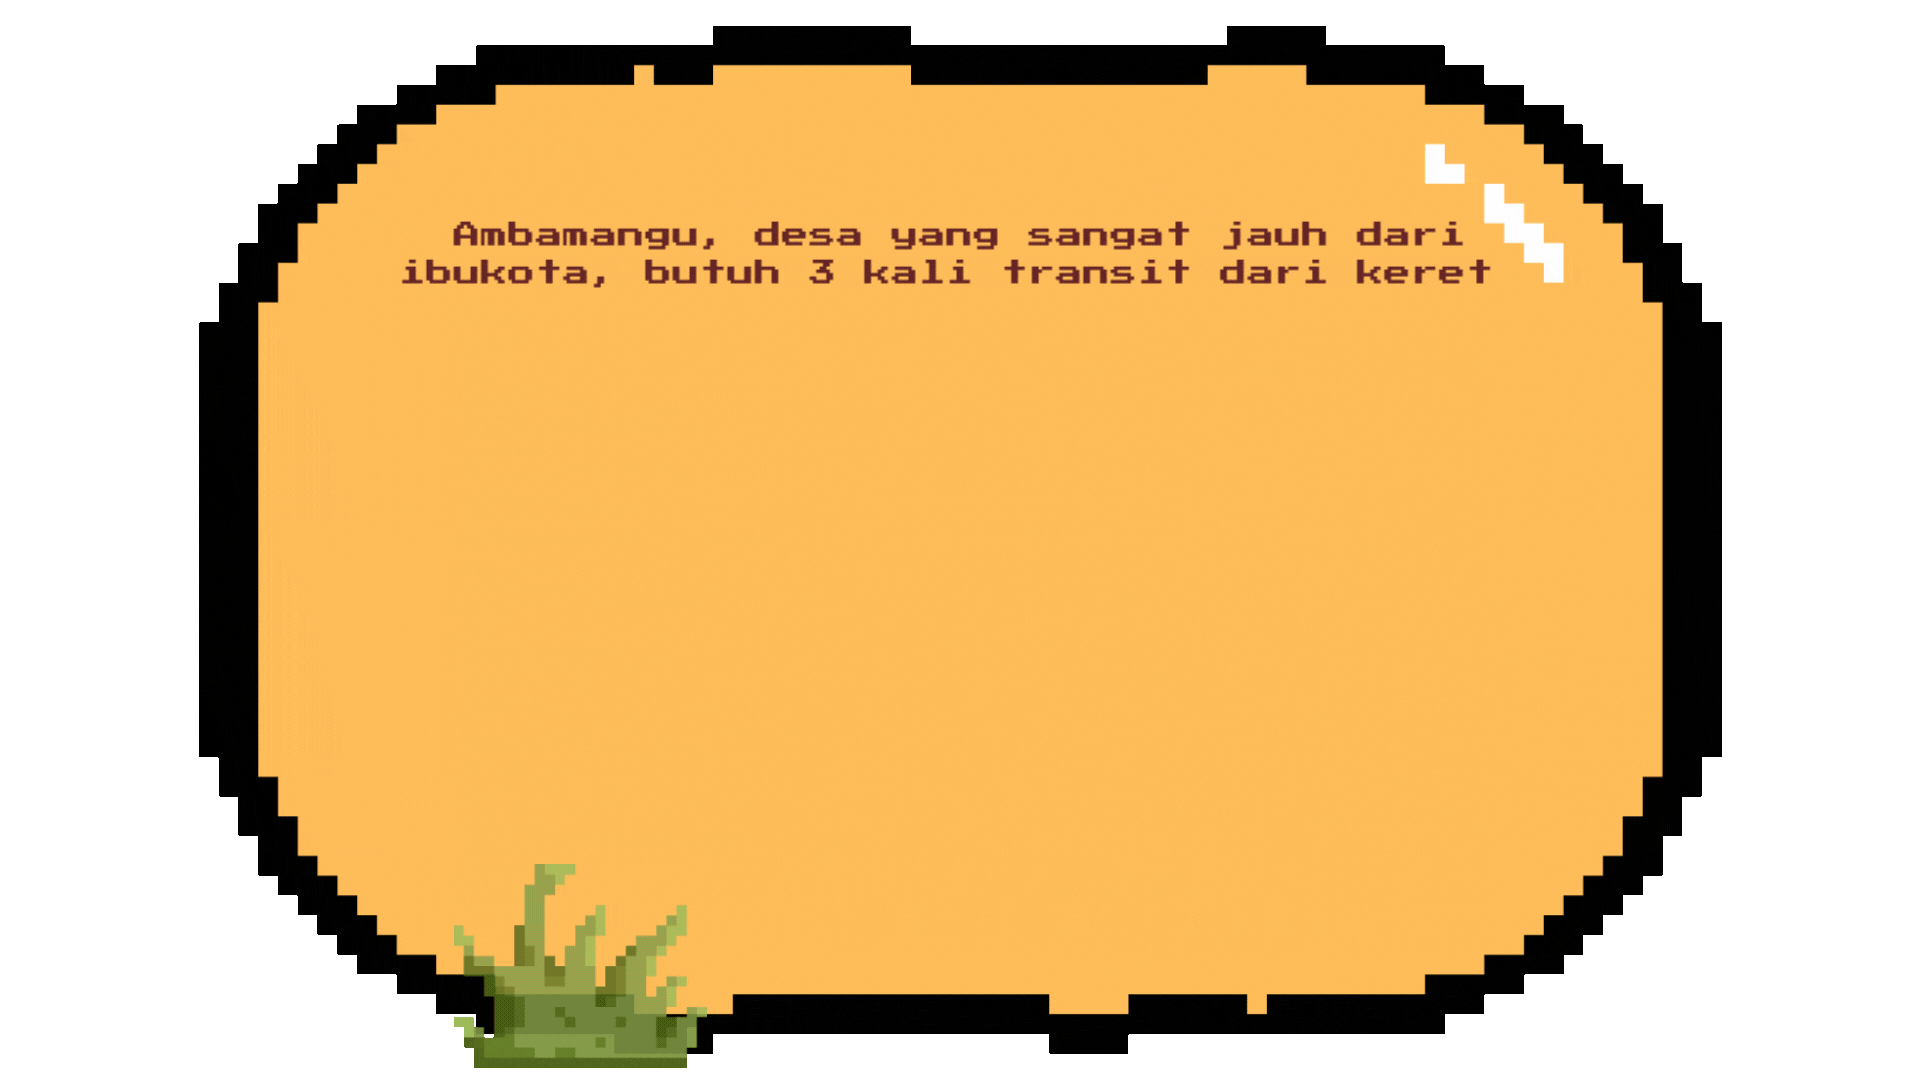 Ambamangu, desa yang sangat jauh dari
ibukota, butuh 3 kali transit dari keret